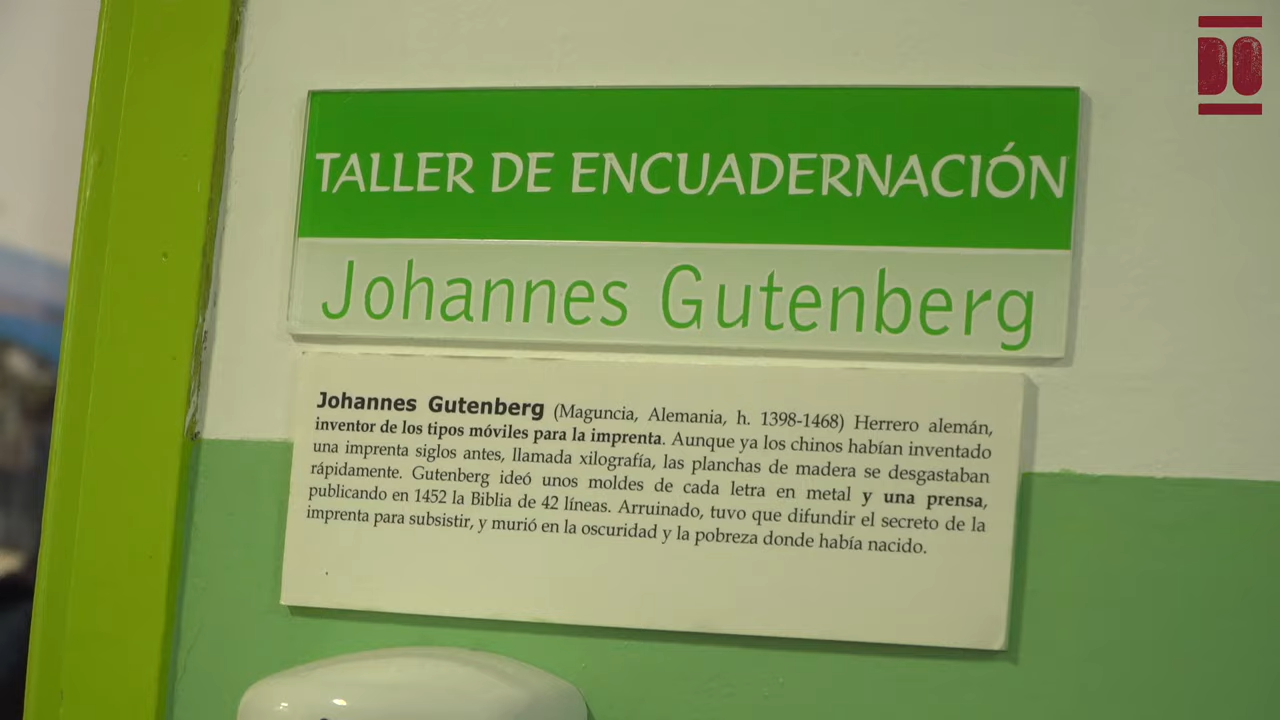 DO
TALLER DE ENCUADERNACIÓN
Johannes Gutenberg
Johannes Gutenberg (Maguncia, Alemania, h. 1398-1468) Herrero alemán,
inventor de los tipos móviles para la imprenta. Aunque ya los chinos habían inventado
una imprenta siglos antes, llamada xilografía, las planchas de madera se desgastaban
rápidamente. Gutenberg ideó unos moldes de cada letra en metal y una prensa,
publicando en 1452 la Biblia de 42 líneas. Arruinado, tuvo que difundir el secreto de la
imprenta para subsistir, y murió en la oscuridad y la pobreza donde había nacido.